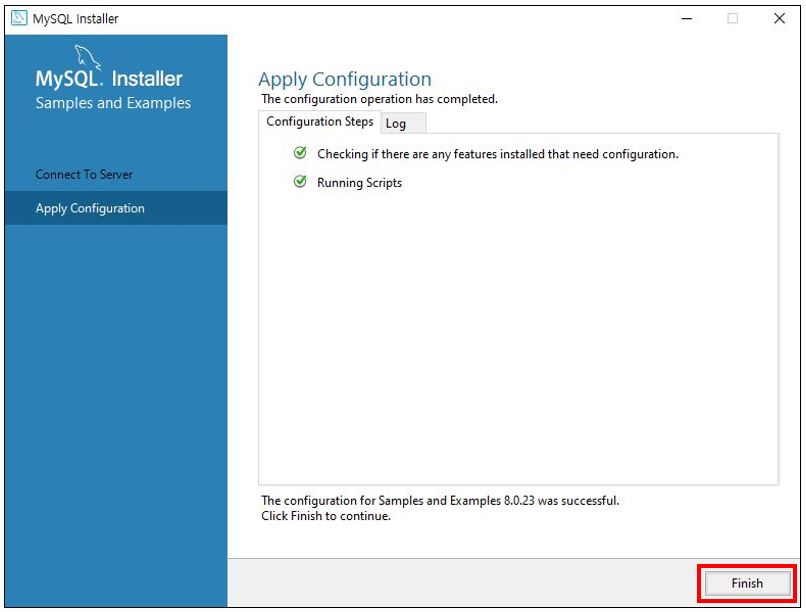 MySQL Installer
MySQL. Installer
Samples and Examples
Connect To Server
Apply Configuration
Apply Configuration
The configuration operation has completed.
Configuration Steps
Log
Checking if there are any features installed that need configuration.
Running Scripts
The configuration for Samples and Examples 8.0.23 was successful.
Click Finish to continue.
Finish